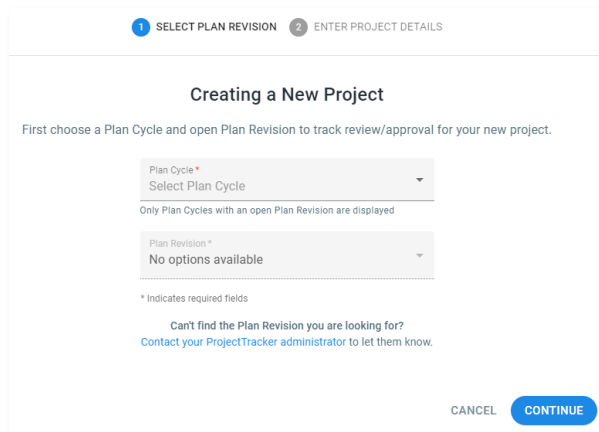 1 SELECT PLAN REVISION 2 ENTER PROJECT DETAILS
Creating a New Project
First choose a Plan Cycle and open Plan Revision to track review/approval for your new project.
Plan Cycle *
Select Plan Cycle
Only Plan Cycles with an open Plan Revision are displayed
Plan Revision *
No options available
* Indicates required fields
Can't find the Plan Revision you are looking for?
Contact your ProjectTracker administrator to let them know.
CANCEL CONTINUE